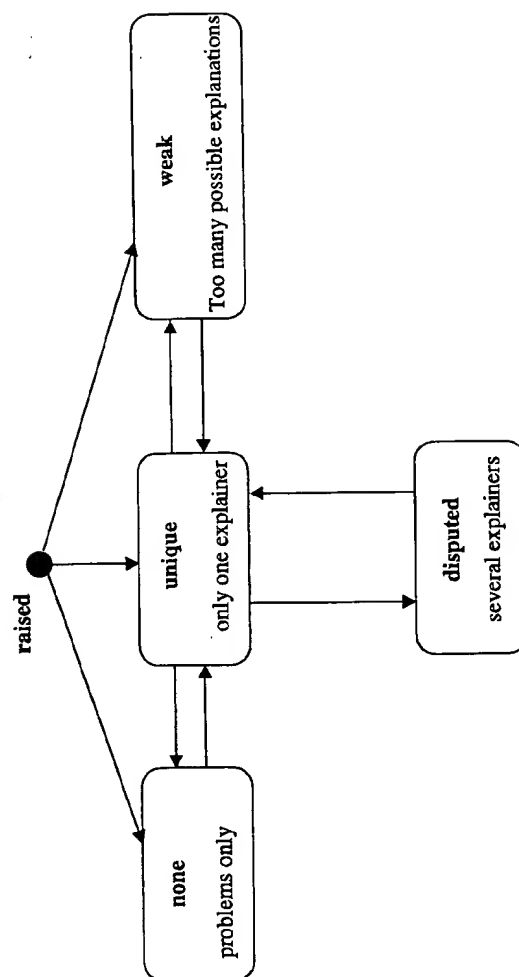 raised
none
problems only
unique
only one explainer
weak
Too many possible explanations
disputed
several explainers